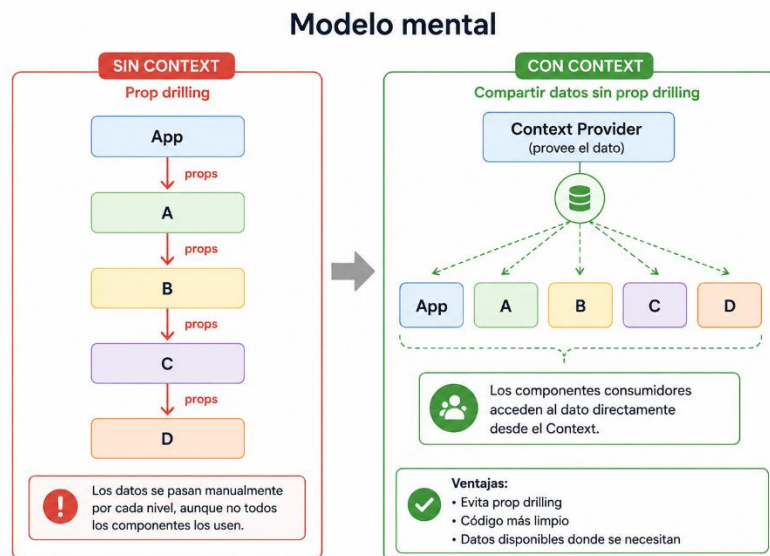 Modelo mental
SIN CONTEXT
Prop drilling
App
props
A
props
B
props
C
props
D
Los datos se pasan manualmente
por cada nivel, aunque no todos
los componentes los usen.
CON CONTEXT
Compartir datos sin prop drilling
Context Provider
(provee el dato)
App
A
B
C
D
Los componentes consumidores
acceden al dato directamente
desde el Context.
Ventajas:
• Evita prop drilling
• Código más limpio
• Datos disponibles donde se necesitan